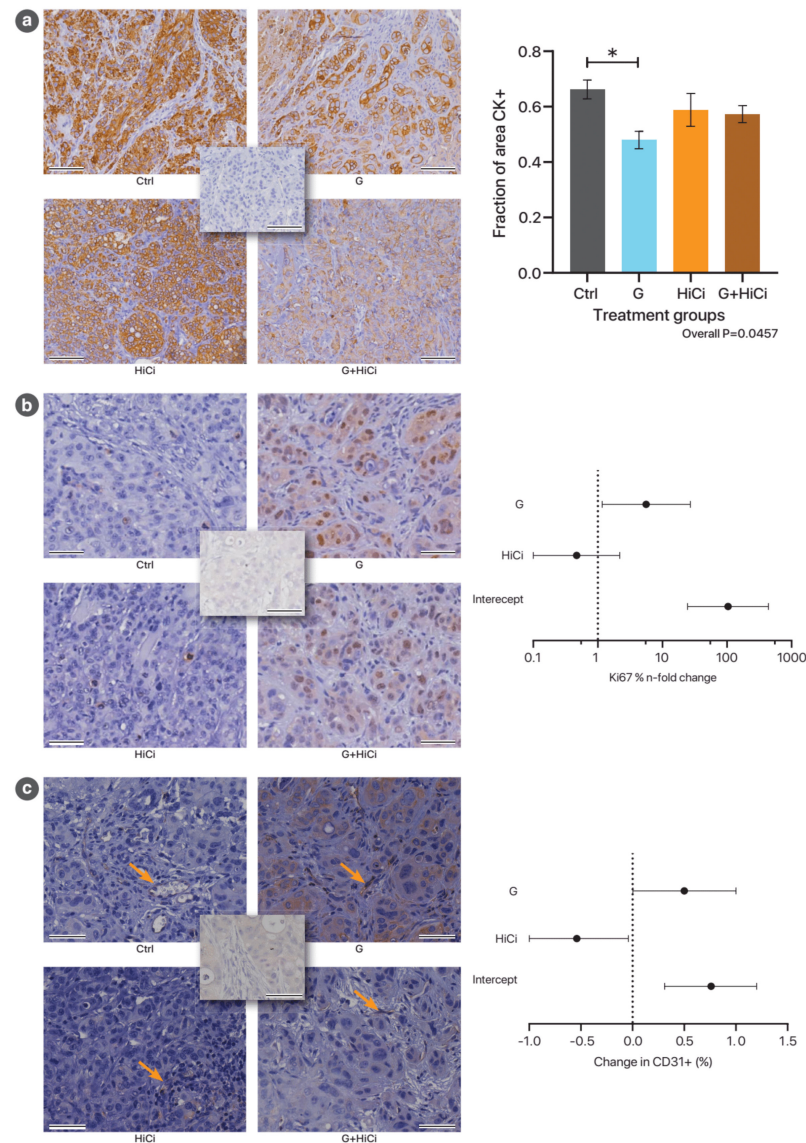 a
Ctrl
G
HiCi
G+HiCi
Fraction of area CK+
0.8
0.6
0.4
0.2
0.0
*
Ctrl G HiCi G+HiCi
Treatment groups
Overall P=0.0457
b
Ctrl
G
HiCi
G+HiCi
G
HiCi
Interecept
0.1 1 10 100 1000
Ki67 % n-fold change
c
Ctrl
G
HiCi
G+HiCi
G
HiCi
Intercept
-1.0 -0.5 0.0 0.5 1.0 1.5
Change in CD31+ (%)